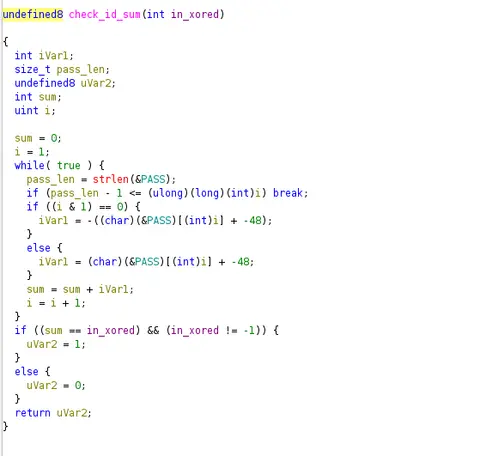 undefined8 check_id_sum(int in_xored)
{
int iVar1;
size_t pass_len;
undefined8 uVar2;
int sum;
uint i;
sum = 0;
i = 1;
while( true ) {
pass_len = strlen(&PASS);
if (pass_len - 1 <= (ulong)(long)(int)i) break;
if ((i & 1) == 0) {
iVar1 = -((char)(&PASS)[(int)i] + -48);
}
else {
iVar1 = (char)(&PASS)[(int)i] + -48;
}
sum = sum + iVar1;
i = i + 1;
}
if ((sum == in_xored) && (in_xored != -1)) {
uVar2 = 1;
}
else {
uVar2 = 0;
}
return uVar2;
}